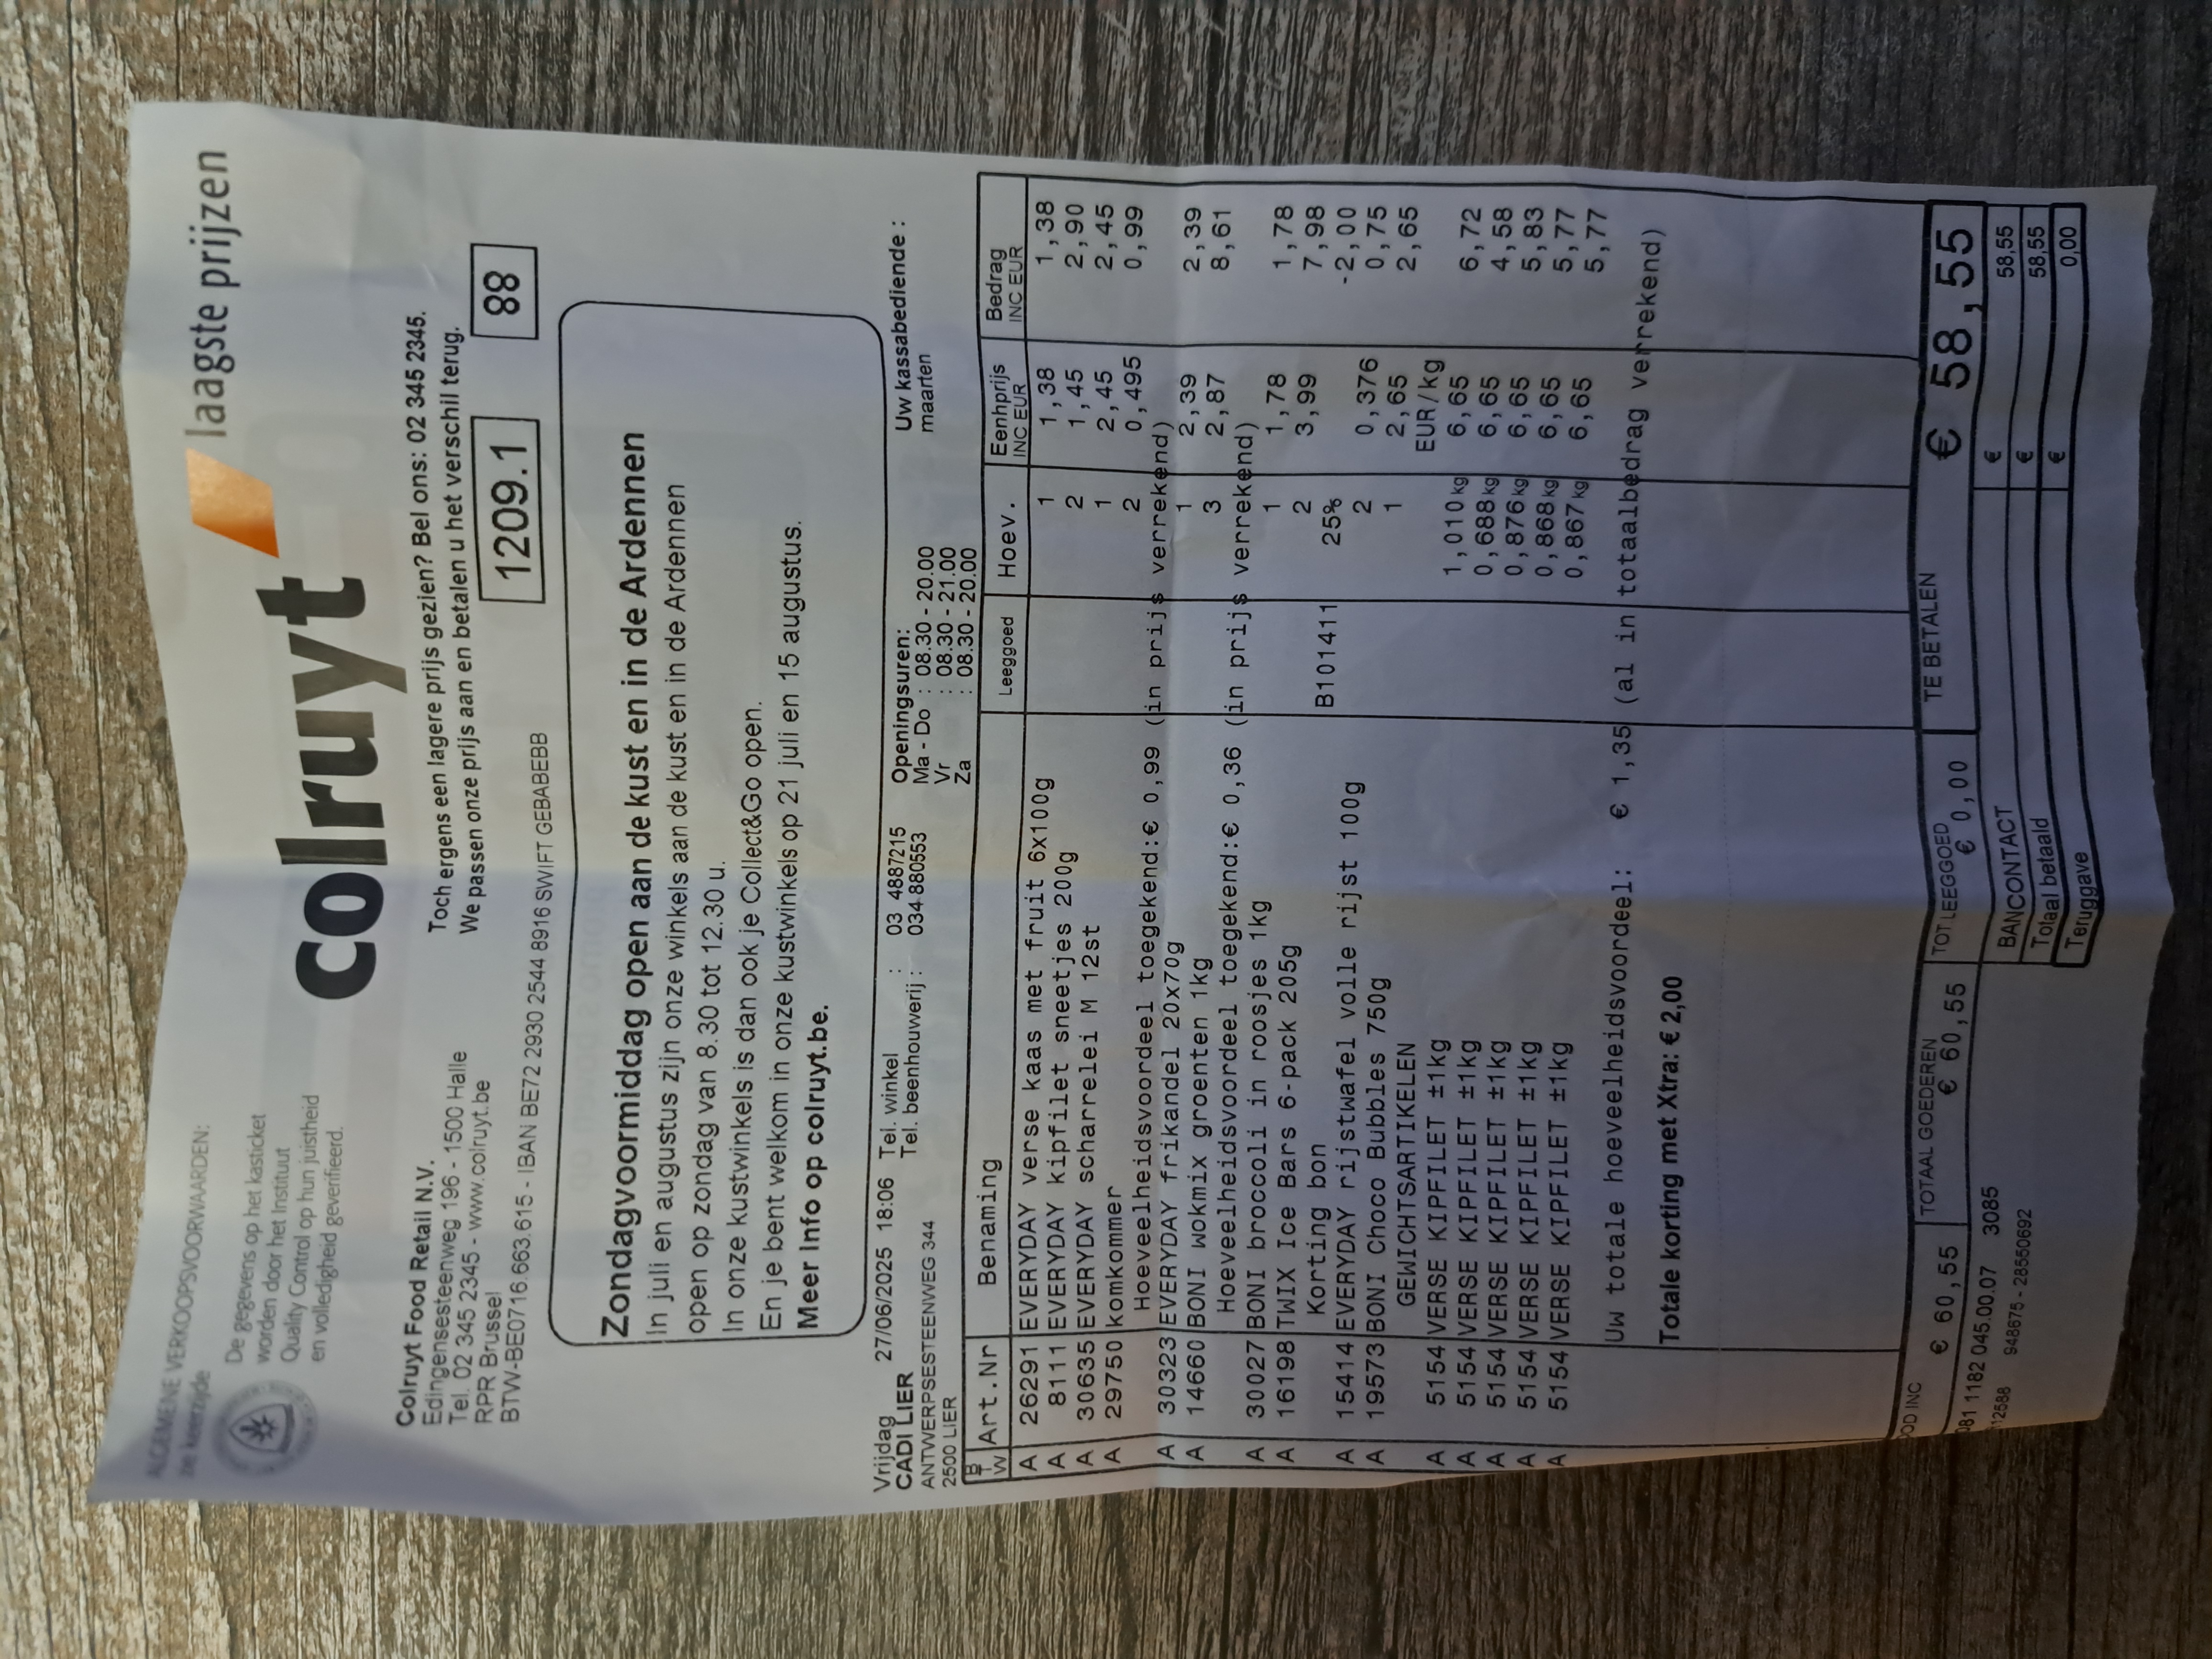 ALGEMENE VERKOOPSVOORWAARDEN:
zie keerzijde
De gegevens op het kasticket
worden door het Instituut
Quality Control op hun juistheid
en volledigheid geverifieerd.
colruyt laagste prijzen
Colruyt Food Retail N.V.
Edingensesteenweg 196 - 1500 Halle
Tel. 02 345 2345 - www.colruyt.be
RPR Brussel
BTW-BE0716.663.615 - IBAN BE72 2930 2544 8916 SWIFT GEBABEBB
Toch ergens een lagere prijs gezien? Bel ons: 02 345 2345.
We passen onze prijs aan en betalen u het verschil terug.
1209.1 88
Zondagvoormiddag open aan de kust en in de Ardennen
In juli en augustus zijn onze winkels aan de kust en in de Ardennen
open op zondag van 8.30 tot 12.30 u.
In onze kustwinkels is dan ook je Collect&Go open.
En je bent welkom in onze kustwinkels op 21 juli en 15 augustus.
Meer Info op colruyt.be.
Vrijdag 27/06/2025 18:06 Tel. winkel : 03 4887215 Openingsuren: Uw kassabediende :
CADI LIER Tel. beenhouwerij : 034 880553 Ma - Do : 08.30 - 20.00 maarten
ANTWERPSESTEENWEG 344 Vr : 08.30 - 21.00
2500 LIER Za : 08.30 - 20.00
BTW Art.Nr Benaming Leeggoed Hoev. Eenhprijs INC EUR Bedrag INC EUR
A 26291 EVERYDAY verse kaas met fruit 6x100g 1 1,38 1,38
A 8111 EVERYDAY kipfilet sneetjes 200g 2 1,45 2,90
A 30635 EVERYDAY scharrelei M 12st 1 2,45 2,45
A 29750 komkommer 2 0,495 0,99
Hoeveelheidsvoordeel toegekend:€ 0,99 (in prijs verrekend)
A 30323 EVERYDAY frikandel 20x70g 1 2,39 2,39
A 14660 BONI wokmix groenten 1kg 3 2,87 8,61
Hoeveelheidsvoordeel toegekend:€ 0,36 (in prijs verrekend)
A 30027 BONI broccoli in roosjes 1kg 1 1,78 1,78
A 16198 TWIX Ice Bars 6-pack 205g 2 3,99 7,98
Korting bon B101411 25% -2,00
A 15414 EVERYDAY rijstwafel volle rijst 100g 2 0,376 0,75
A 19573 BONI Choco Bubbles 750g 1 2,65 2,65
GEWICHTSARTIKELEN EUR/kg
A 5154 VERSE KIPFILET ±1kg 1,010 kg 6,65 6,72
A 5154 VERSE KIPFILET ±1kg 0,688 kg 6,65 4,58
A 5154 VERSE KIPFILET ±1kg 0,876 kg 6,65 5,83
A 5154 VERSE KIPFILET ±1kg 0,868 kg 6,65 5,77
A 5154 VERSE KIPFILET ±1kg 0,867 kg 6,65 5,77
Uw totale hoeveelheidsvoordeel: € 1,35 (al in totaalbedrag verrekend)
Totale korting met Xtra: € 2,00
INC TOTAAL GOEDEREN TOT LEEGGOED TE BETALEN
€ 60,55 € 60,55 € 0,00 € 58,55
1182 045.00.07 3085 BANCONTACT € 58,55
948675 - 28550692 Totaal betaald € 58,55
Teruggave € 0,00